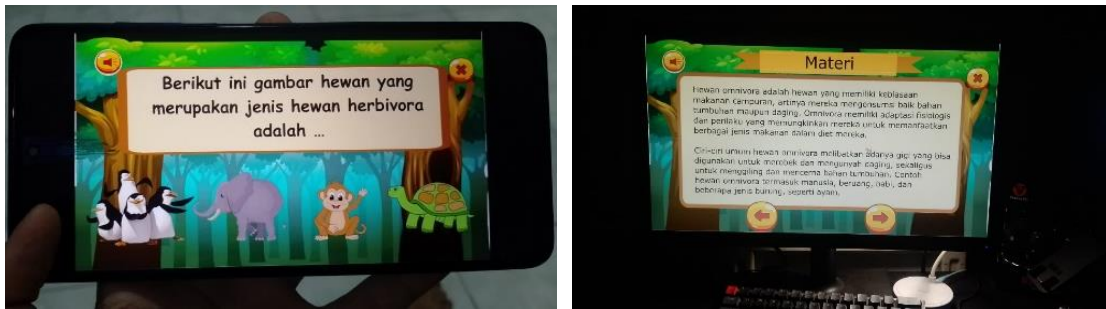 Berikut ini gambar hewan yang
merupakan jenis hewan herbivora
adalah ...
Materi
Hewan omnivora adalah hewan yang memiliki kebiasaan
makanan campuran, artinya mereka mengonsumsi baik bahan
tumbuhan maupun daging. Omnivora memiliki adaptasi fisiologis
dan perilaku yang memungkinkan mereka untuk memanfaatkan
berbagai jenis makanan dalam diet mereka.
Ciri-ciri umum hewan omnivora melibatkan adanya gigi yang bisa
digunakan untuk merobek dan mengunyah daging, sekaligus
untuk menggiling dan mencerna bahan tumbuhan. Contoh
hewan omnivora termasuk manusia, beruang, babi, dan
beberapa jenis burung, seperti ayam.